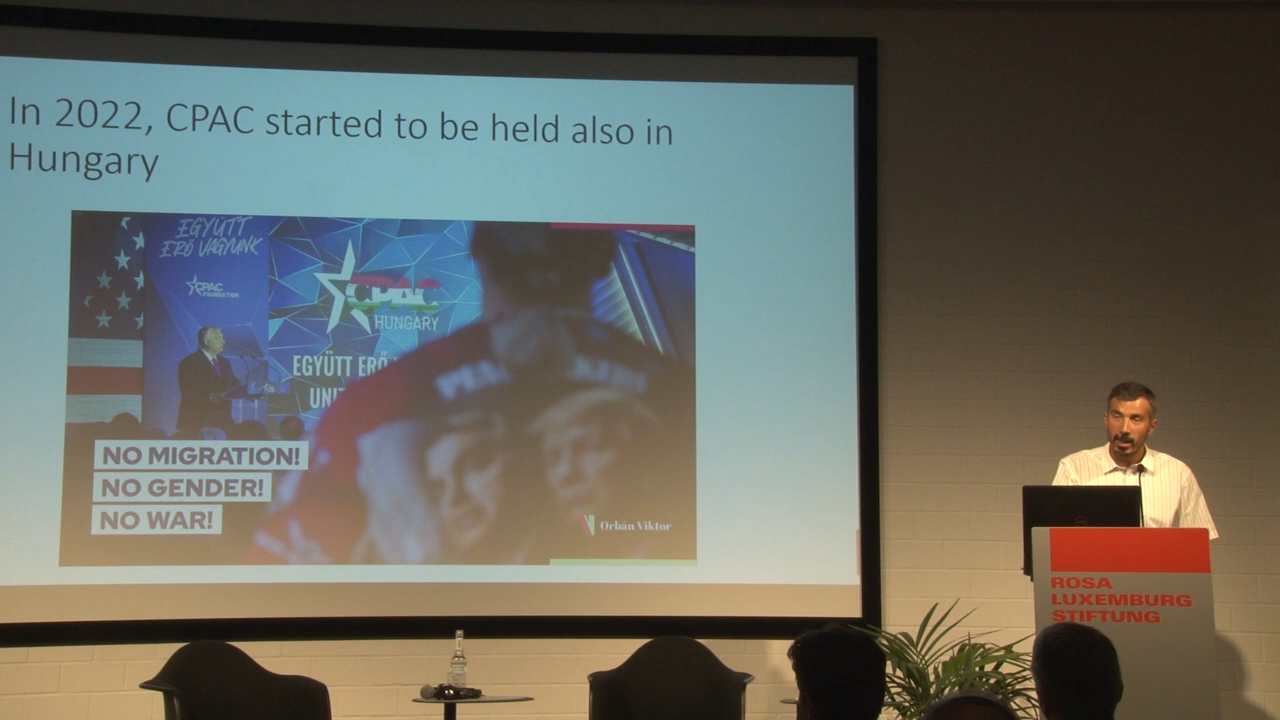 In 2022, CPAC started to be held also in
Hungary
EGYÜTT
ERŐ VAGYUNK
CPAC
FOUNDATION
CPAC
HUNGARY
EGYÜTT ERŐ
NO MIGRATION!
NO GENDER!
NO WAR!
Orbán Viktor
ROSA
LUXEMBURG
STIFTUNG